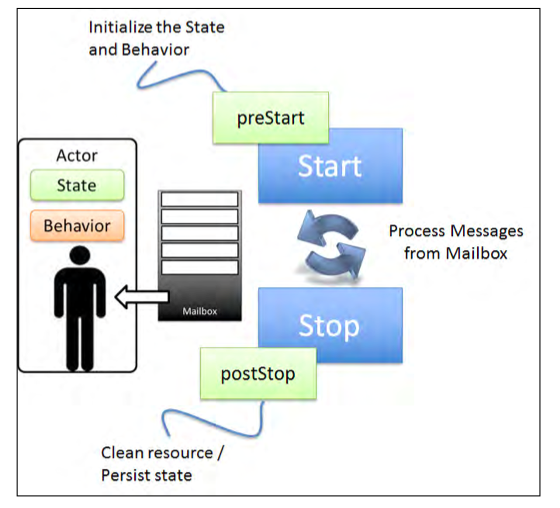 Initialize the State
and Behavior
preStart
Start
Actor
State
Behavior
Mailbox
Process Messages
from Mailbox
Stop
postStop
Clean resource /
Persist state